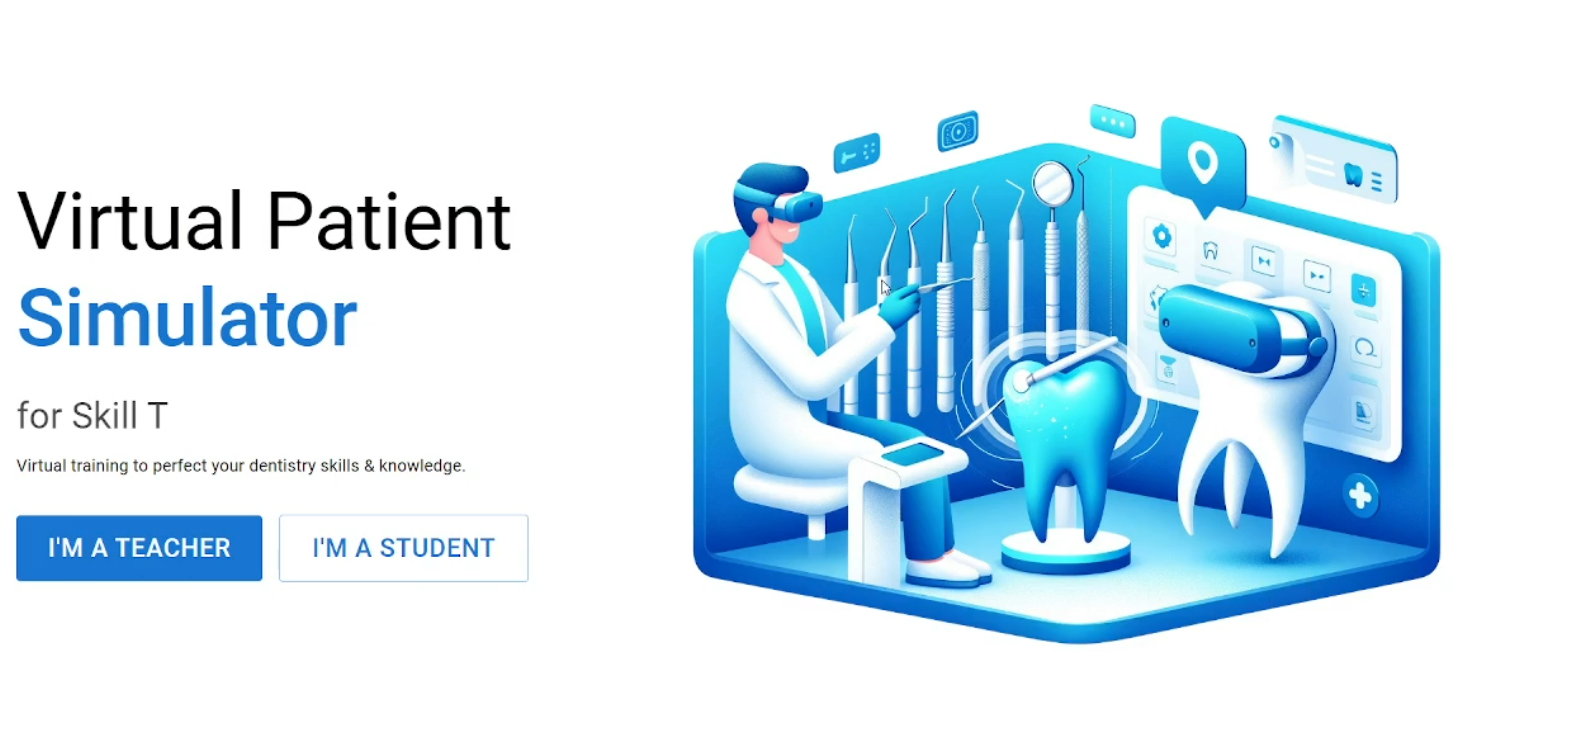 Virtual Patient
Simulator
for Skill T
Virtual training to perfect your dentistry skills & knowledge.
I'M A TEACHER
I'M A STUDENT